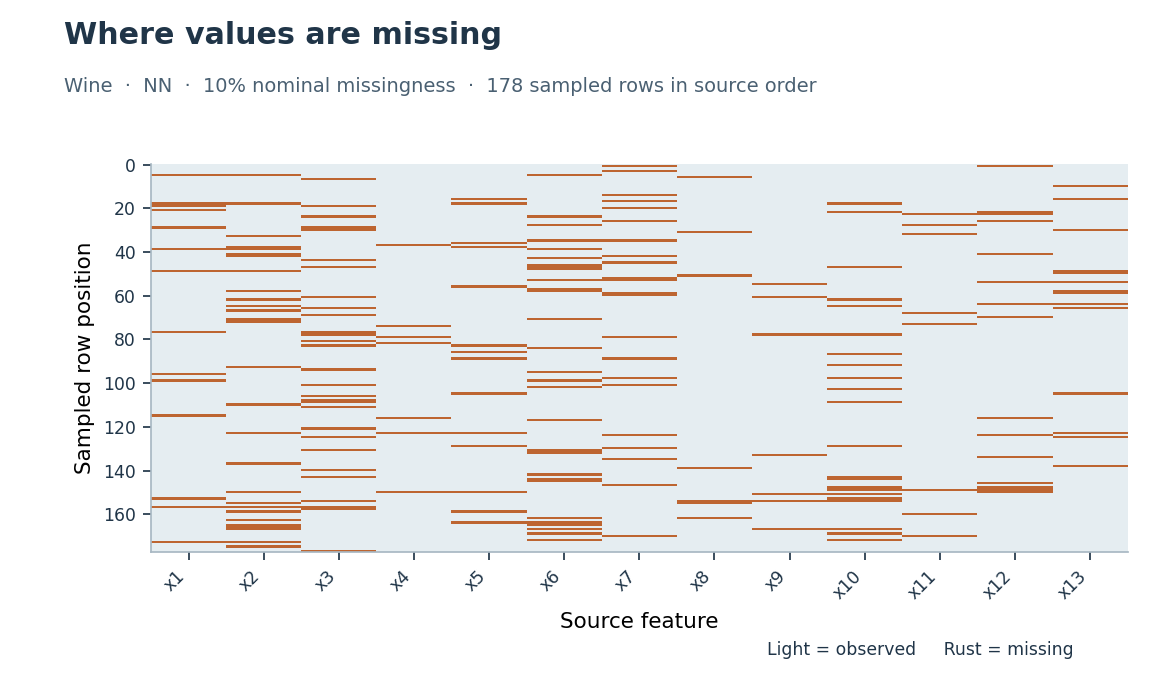 Where values are missing
Wine · NN · 10% nominal missingness · 178 sampled rows in source order
Sampled row position
0
20
40
60
80
100
120
140
160
x1 x2 x3 x4 x5 x6 x7 x8 x9 x10 x11 x12 x13
Source feature
Light = observed Rust = missing